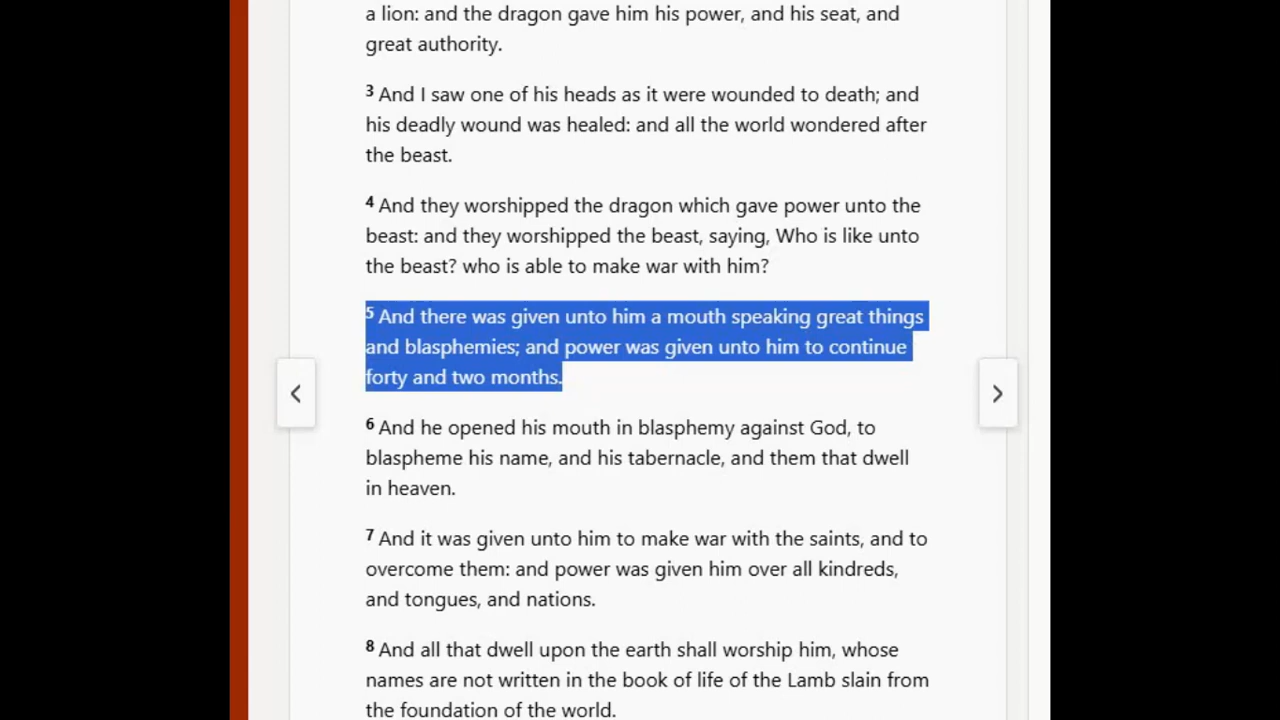 a lion: and the dragon gave him his power, and his seat, and
great authority.
3 And I saw one of his heads as it were wounded to death; and
his deadly wound was healed: and all the world wondered after
the beast.
4 And they worshipped the dragon which gave power unto the
beast: and they worshipped the beast, saying, Who is like unto
the beast? who is able to make war with him?
5 And there was given unto him a mouth speaking great things
and blasphemies; and power was given unto him to continue
forty and two months.
6 And he opened his mouth in blasphemy against God, to
blaspheme his name, and his tabernacle, and them that dwell
in heaven.
7 And it was given unto him to make war with the saints, and to
overcome them: and power was given him over all kindreds,
and tongues, and nations.
8 And all that dwell upon the earth shall worship him, whose
names are not written in the book of life of the Lamb slain from
the foundation of the world.